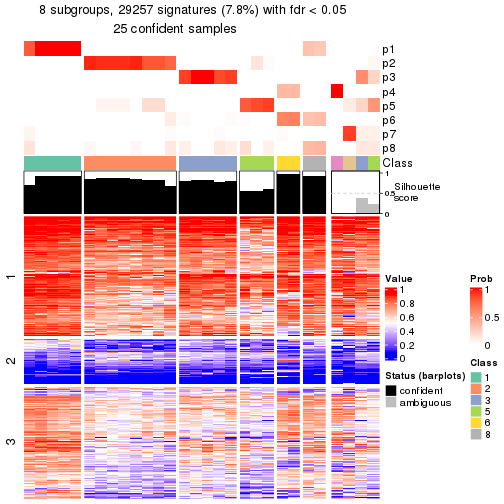 8 subgroups, 29257 signatures (7.8%) with fdr < 0.05
25 confident samples
p1
p2
p3
p4
p5
p6
p7
p8
Class
1
0.5
0
Silhouette
score
1
2
3
Value
1
0.8
0.6
0.4
0.2
0
Prob
1
0.5
0
Status (barplots)
confident
ambiguous
Class
1
2
3
5
6
8